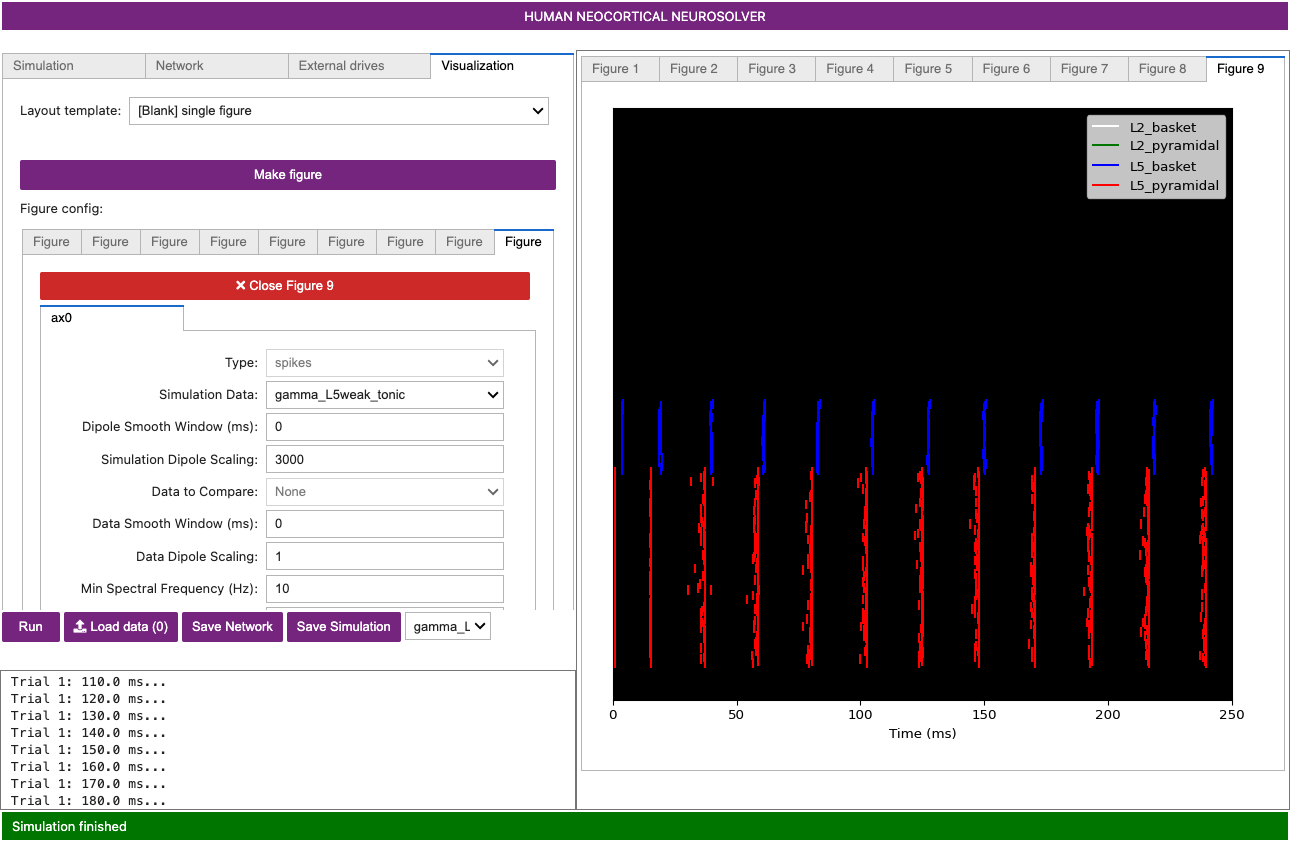 HUMAN NEOCORTICAL NEUROSOLVER
Simulation Network External drives Visualization
Layout template: [Blank] single figure
Make figure
Figure config:
Figure Figure Figure Figure Figure Figure Figure Figure Figure
× Close Figure 9
ax0
Type: spikes
Simulation Data: gamma_L5weak_tonic
Dipole Smooth Window (ms): 0
Simulation Dipole Scaling: 3000
Data to Compare: None
Data Smooth Window (ms): 0
Data Dipole Scaling: 1
Min Spectral Frequency (Hz): 10
Run Load data (0) Save Network Save Simulation gamma_L
Trial 1: 110.0 ms...
Trial 1: 120.0 ms...
Trial 1: 130.0 ms...
Trial 1: 140.0 ms...
Trial 1: 150.0 ms...
Trial 1: 160.0 ms...
Trial 1: 170.0 ms...
Trial 1: 180.0 ms...
Figure 1 Figure 2 Figure 3 Figure 4 Figure 5 Figure 6 Figure 7 Figure 8 Figure 9
L2_basket
L2_pyramidal
L5_basket
L5_pyramidal
0 50 100 150 200 250
Time (ms)
Simulation finished